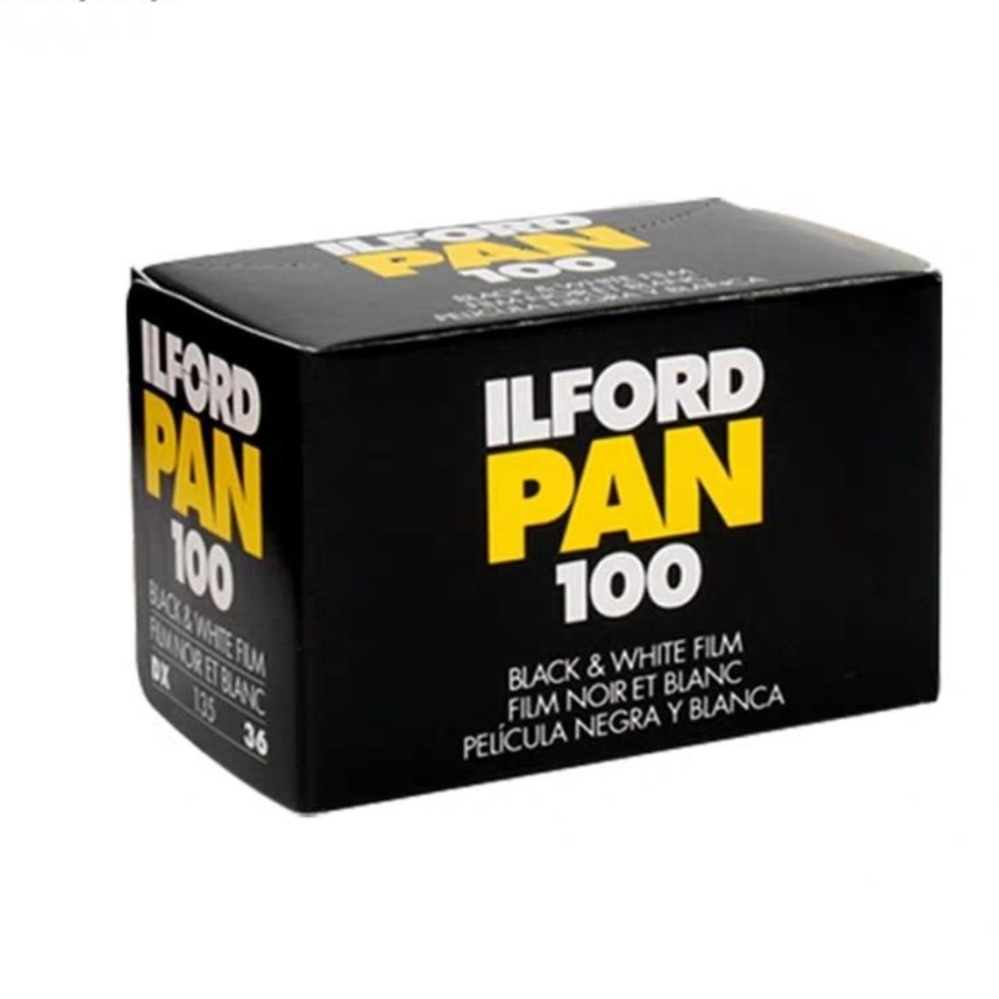 ILFORD
PAN
100
BLACK & WHITE FILM
FILM NOIR ET BLANC
PELÍCULA NEGRA Y BLANCA
ILFORD
PAN
100
BLACK & WHITE FILM
FILM NOIR ET BLANC
PELÍCULA NEGRA Y BLANCA
ILFORD
PAN
100
BLACK & WHITE FILM
FILM NOIR ET BLANC
DX 135 36